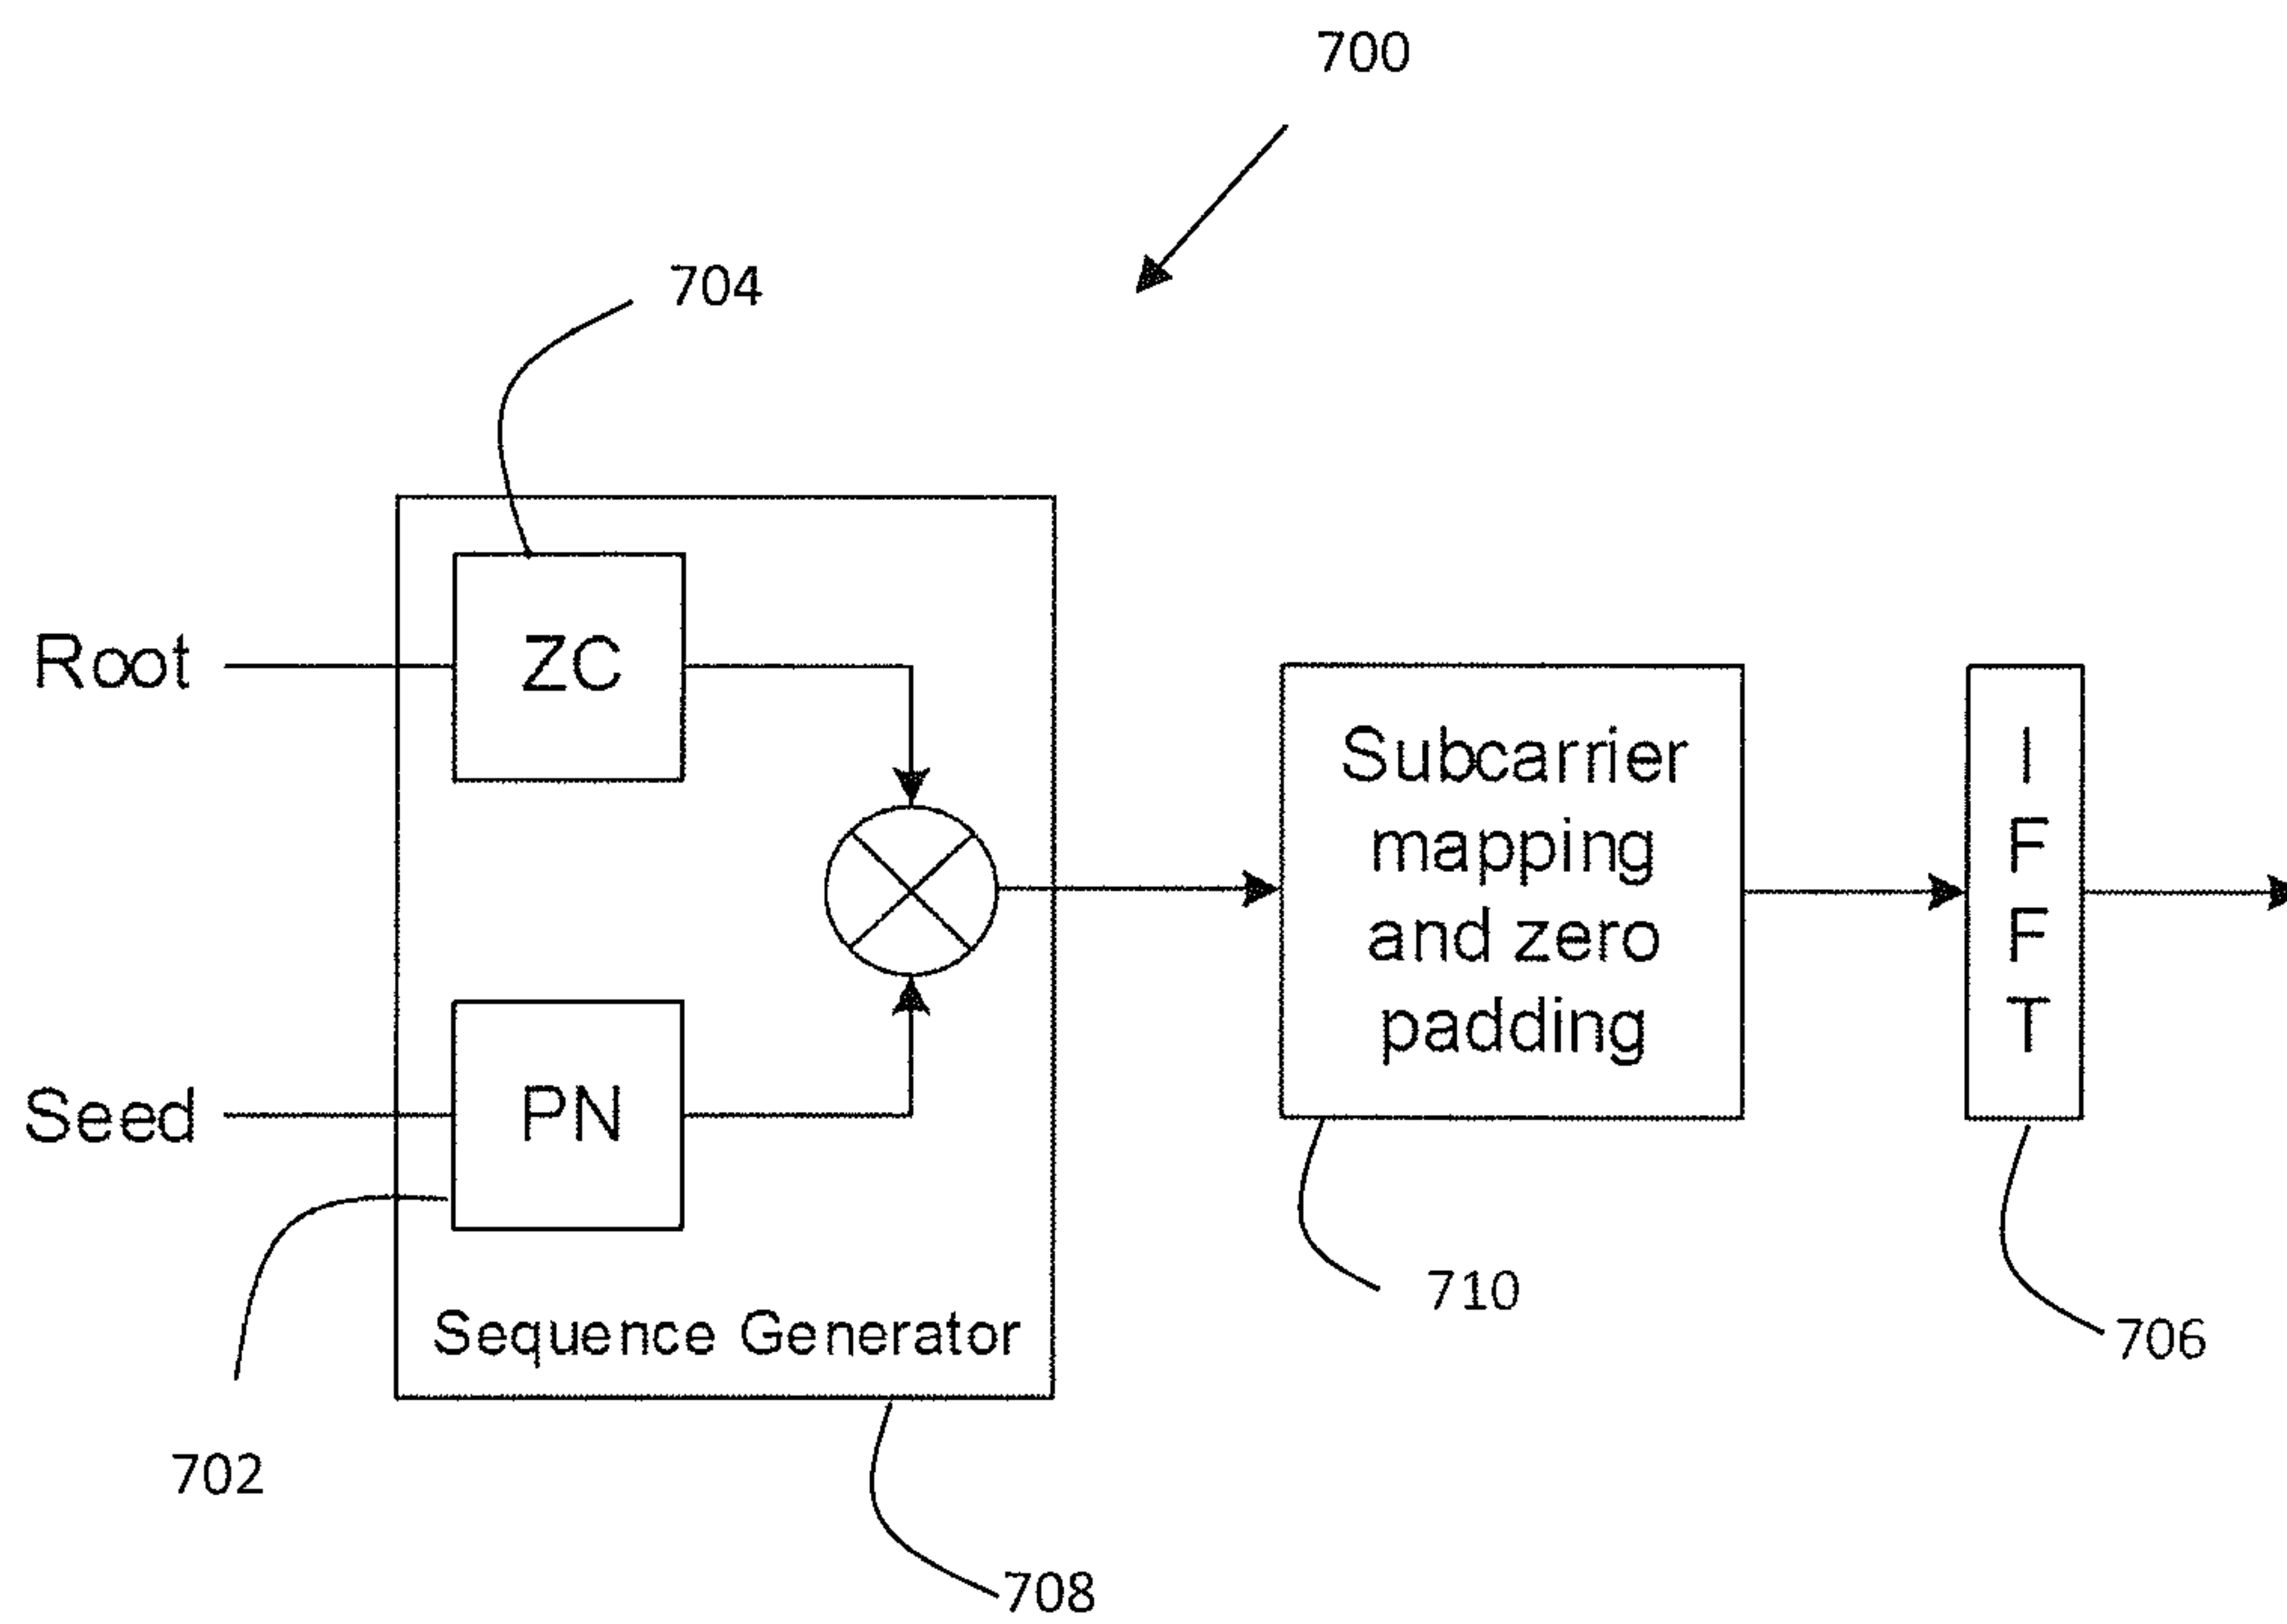 700
704
Root
ZC
Subcarrier
mapping
and zero
padding
I
F
F
T
Seed
PN
Sequence Generator
710
706
702
708